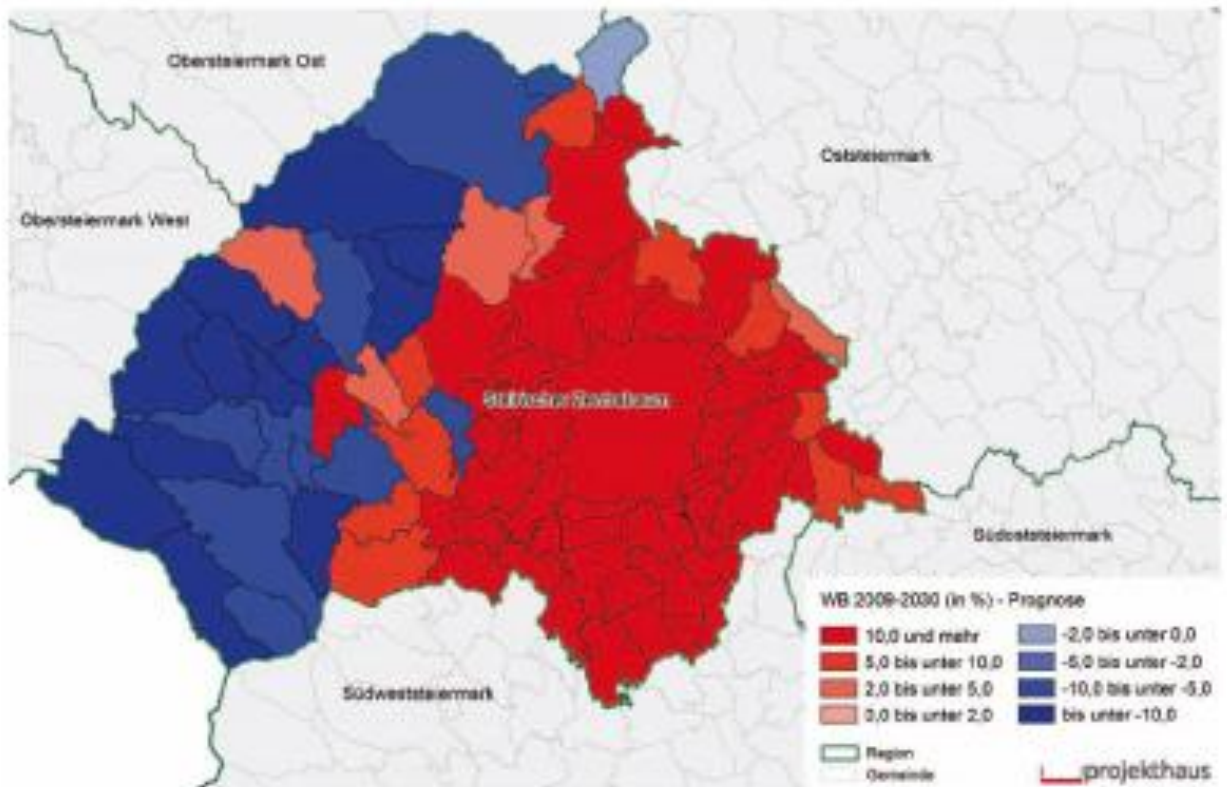 Obersteiermark Ost
Oststeiermark
Obersteiermark West
Steirischer Zentralraum
Südoststeiermark
Südweststeiermark
WB 2009-2030 (in %) - Prognose
10,0 und mehr
5,0 bis unter 10,0
2,0 bis unter 5,0
0,0 bis unter 2,0
-2,0 bis unter 0,0
-5,0 bis unter -2,0
-10,0 bis unter -5,0
bis unter -10,0
Region
Gemeinde
projekthaus